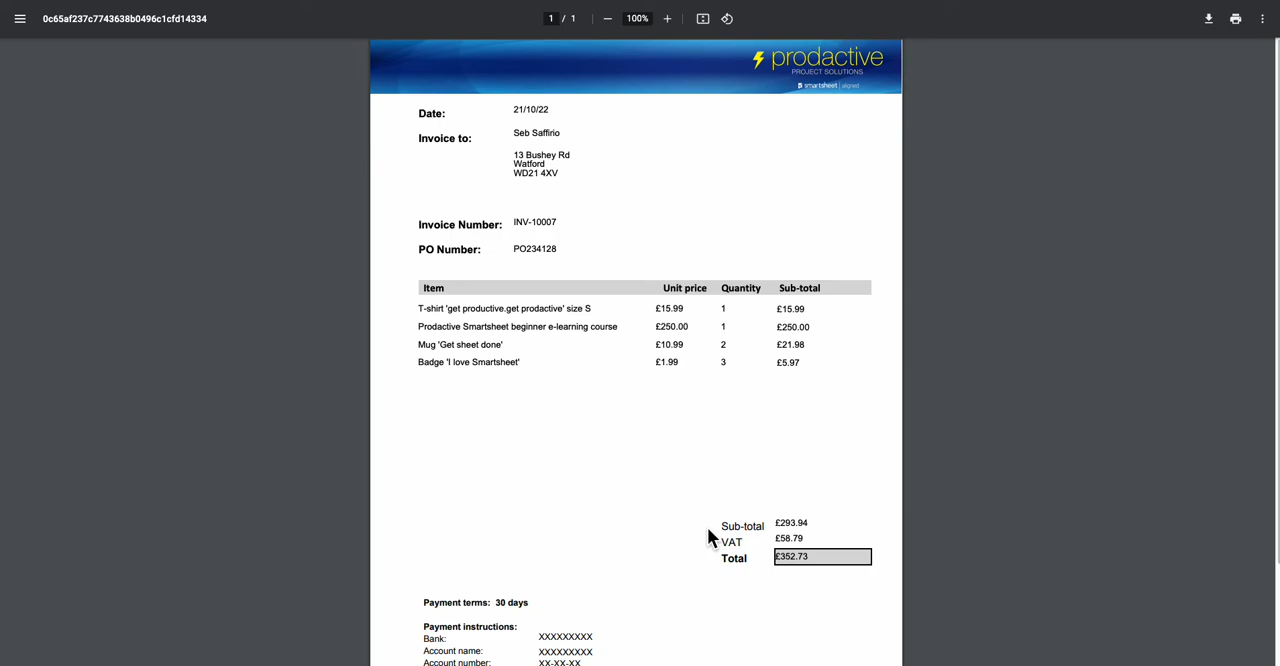 0c65af237c7743638b0496c1cfd14334
1 / 1
100%
prodactive
PROJECT SOLUTIONS
smartsheet | aligned
Date: 21/10/22
Invoice to: Seb Saffirio
13 Bushey Rd
Watford
WD21 4XV
Invoice Number: INV-10007
PO Number: PO234128
Item Unit price Quantity Sub-total
T-shirt 'get productive.get prodactive' size S £15.99 1 £15.99
Prodactive Smartsheet beginner e-learning course £250.00 1 £250.00
Mug 'Get sheet done' £10.99 2 £21.98
Badge 'I love Smartsheet' £1.99 3 £5.97
Sub-total £293.94
VAT £58.79
Total £352.73
Payment terms: 30 days
Payment instructions:
Bank: XXXXXXXXX
Account name: XXXXXXXXX
Account number: XX-XX-XX